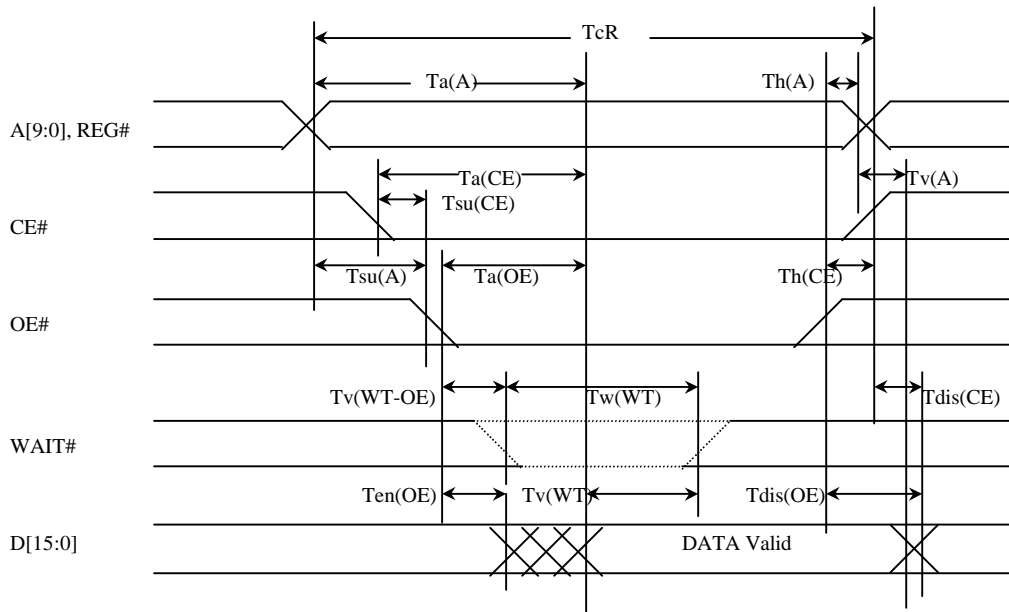 TcR
Ta(A)
Th(A)
A[9:0], REG#
Ta(CE)
Tv(A)
Tsu(CE)
CE#
Tsu(A)
Ta(OE)
Th(CE)
OE#
Tv(WT-OE)
Tw(WT)
Tdis(CE)
WAIT#
Ten(OE)
Tv(WT)
Tdis(OE)
D[15:0]
DATA Valid